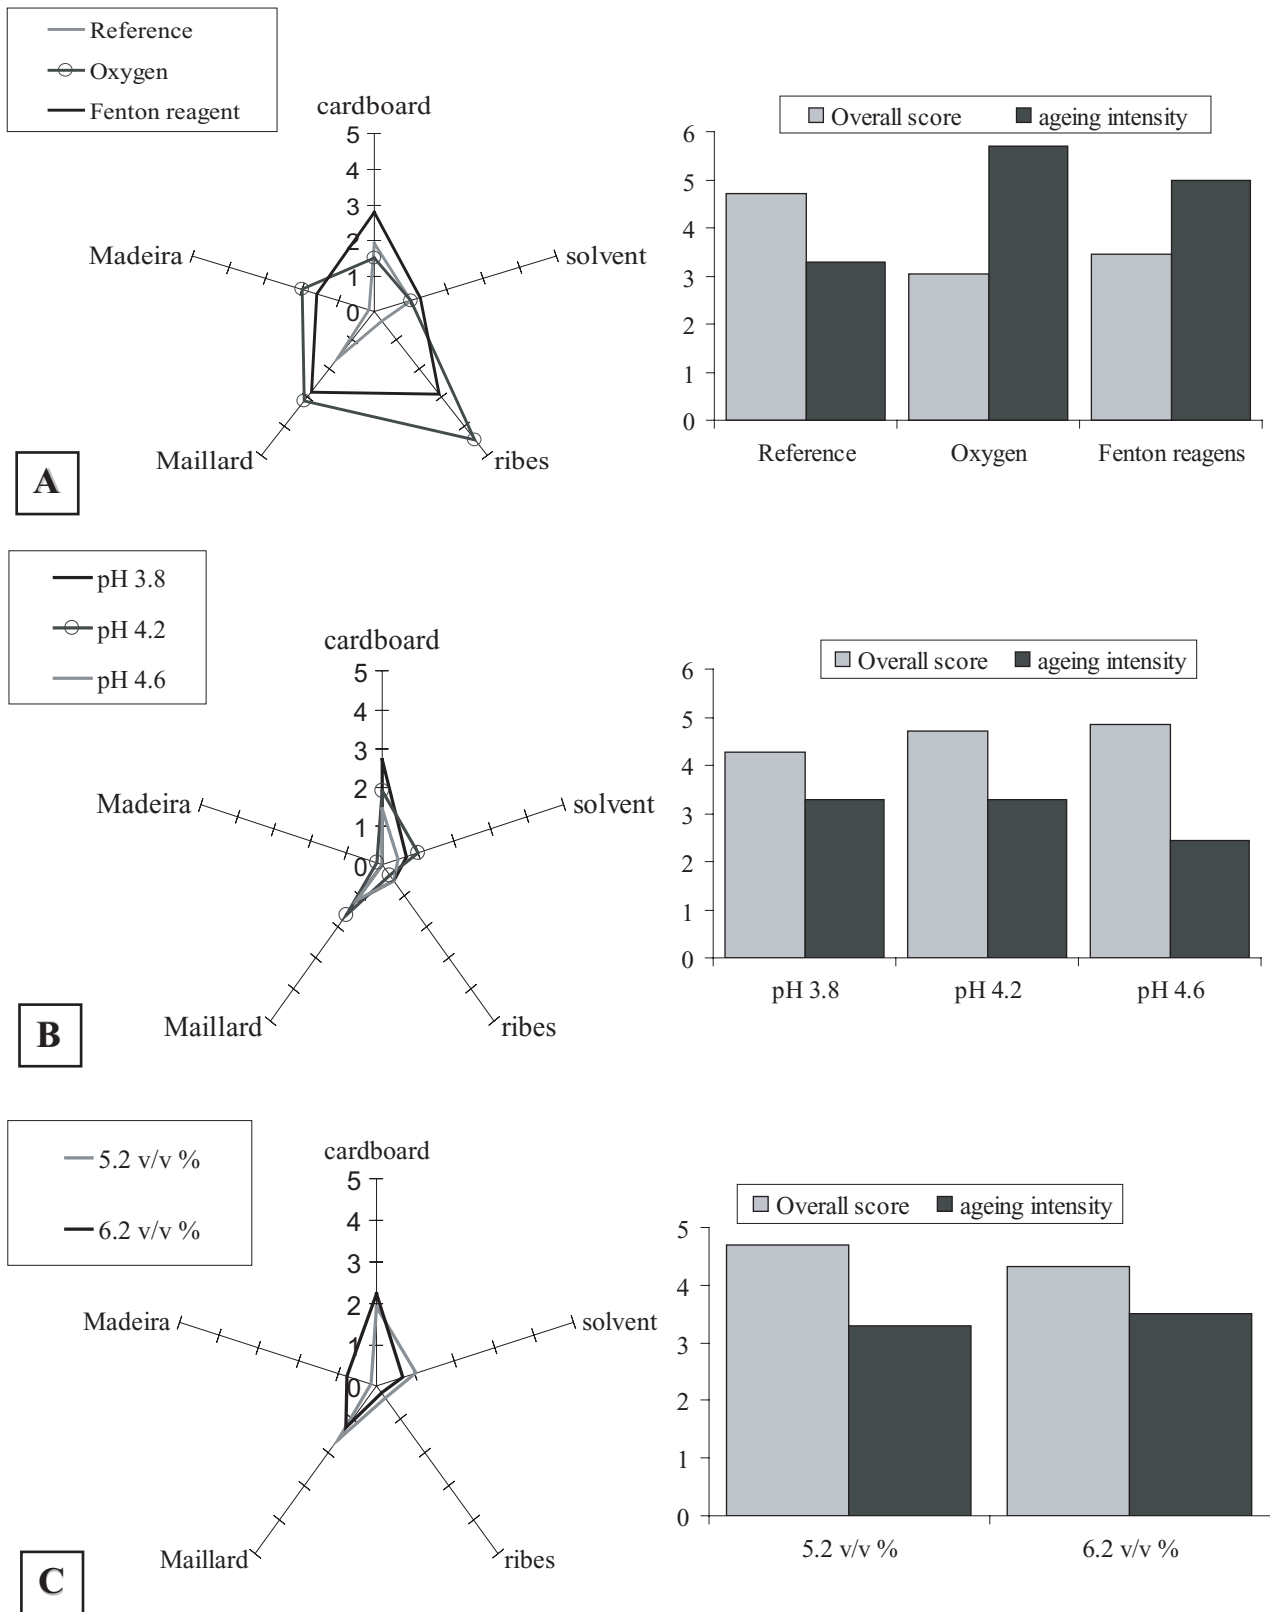 Reference
Oxygen
Fenton reagent
cardboard
5
4
3
2
1
0
Madeira
solvent
Maillard
ribes
A
Overall score ageing intensity
6
5
4
3
2
1
0
Reference Oxygen Fenton reagens
pH 3.8
pH 4.2
pH 4.6
cardboard
5
4
3
2
1
0
Madeira
solvent
Maillard
ribes
B
Overall score ageing intensity
6
5
4
3
2
1
0
pH 3.8 pH 4.2 pH 4.6
5.2 v/v %
6.2 v/v %
cardboard
5
4
3
2
1
0
Madeira
solvent
Maillard
ribes
C
Overall score ageing intensity
5
4
3
2
1
0
5.2 v/v % 6.2 v/v %